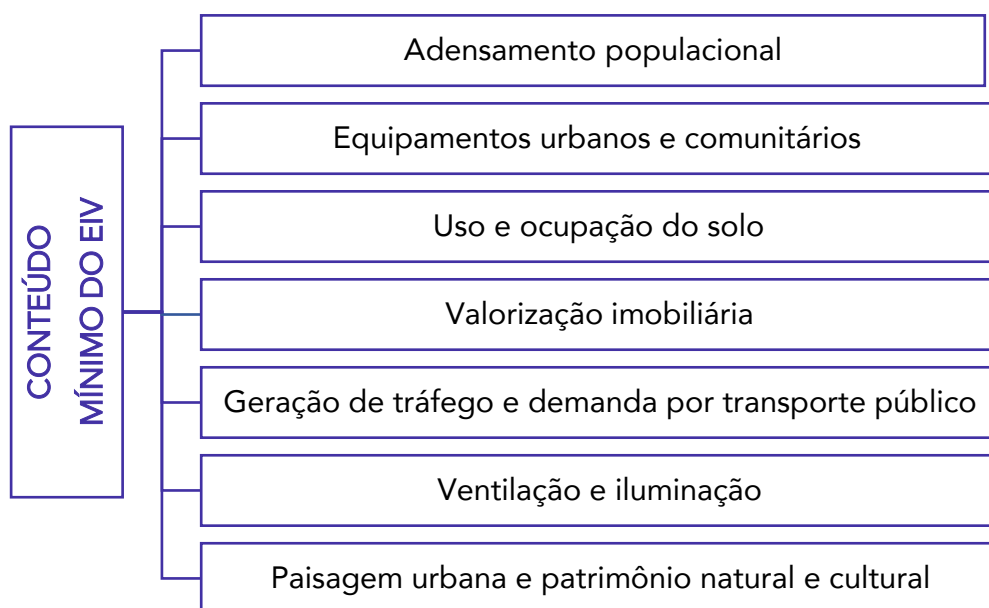 CONTEÚDO
MÍNIMO DO EIV
Adensamento populacional
Equipamentos urbanos e comunitários
Uso e ocupação do solo
Valorização imobiliária
Geração de tráfego e demanda por transporte público
Ventilação e iluminação
Paisagem urbana e patrimônio natural e cultural